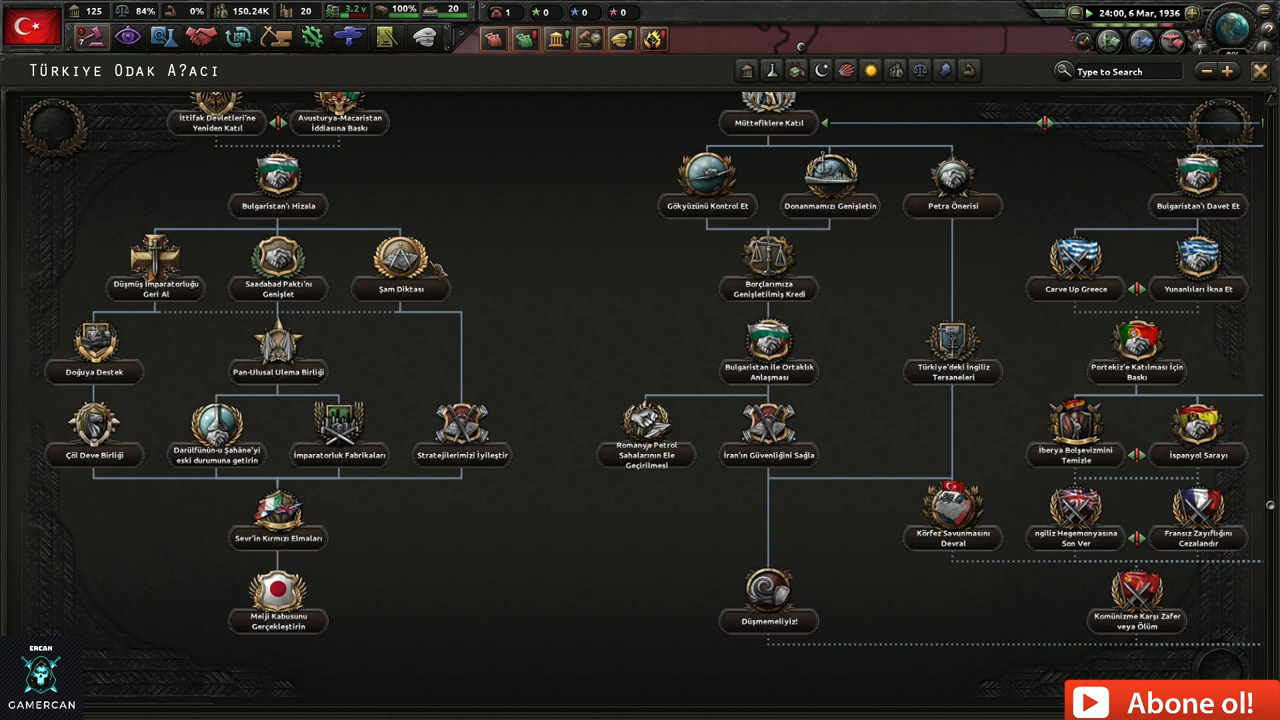 125
84%
0%
150.24K
20
3.2
100%
20
1
0
0
0
24:00, 6 Mar, 1936
TÜRKIYE ODAK A?ACI
Type to Search
İttifak Devletleri'ne
Yeniden Katıl
Avusturya-Macaristan
İddiasına Baskı
Müttefiklere Katıl
Bulgaristan'ı Hizala
Gökyüzünü Kontrol Et
Donanmamızı Genişletin
Petra Önerisi
Bulgaristan'ı Davet Et
Düşmüş İmparatorluğu
Geri Al
Saadabad Paktı'nı
Genişlet
Şam Diktası
Borçlarımıza
Genişletilmiş Kredi
Carve Up Greece
Yunanlıları İkna Et
Doğuya Destek
Pan-Ulusal Ulema Birliği
Bulgaristan ile Ortaklık
Anlaşması
Türkiye'deki İngiliz
Tersaneleri
Portekiz'e Katılması İçin
Baskı
Çöl Deve Birliği
Darülfünûn-u Şahâne'yi
eski durumuna getirin
İmparatorluk Fabrikaları
Stratejilerimizi İyileştir
Romanya Petrol
Sahalarının Ele
Geçirilmesi
İran'ın Güvenliğini Sağla
İberya Bolşevizmini
Temizle
İspanyol Sarayı
Sevr'in Kırmızı Elmaları
Körfez Savunmasını
Devral
ngiliz Hegemonyasına
Son Ver
Fransız Zayıflığını
Cezalandır
Meiji Kabusunu
Gerçekleştirin
Düşmemeliyiz!
Komünizme Karşı Zafer
veya Ölüm
ERCAN
GAMERCAN
Abone ol!